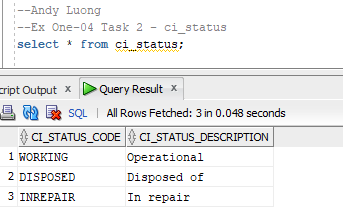 --Andy Luong
--Ex One-04 Task 2 - ci_status
select * from ci_status;
cript Output x Query Result x
SQL | All Rows Fetched: 3 in 0.048 seconds
CI_STATUS_CODE CI_STATUS_DESCRIPTION
1 WORKING Operational
2 DISPOSED Disposed of
3 INREPAIR In repair